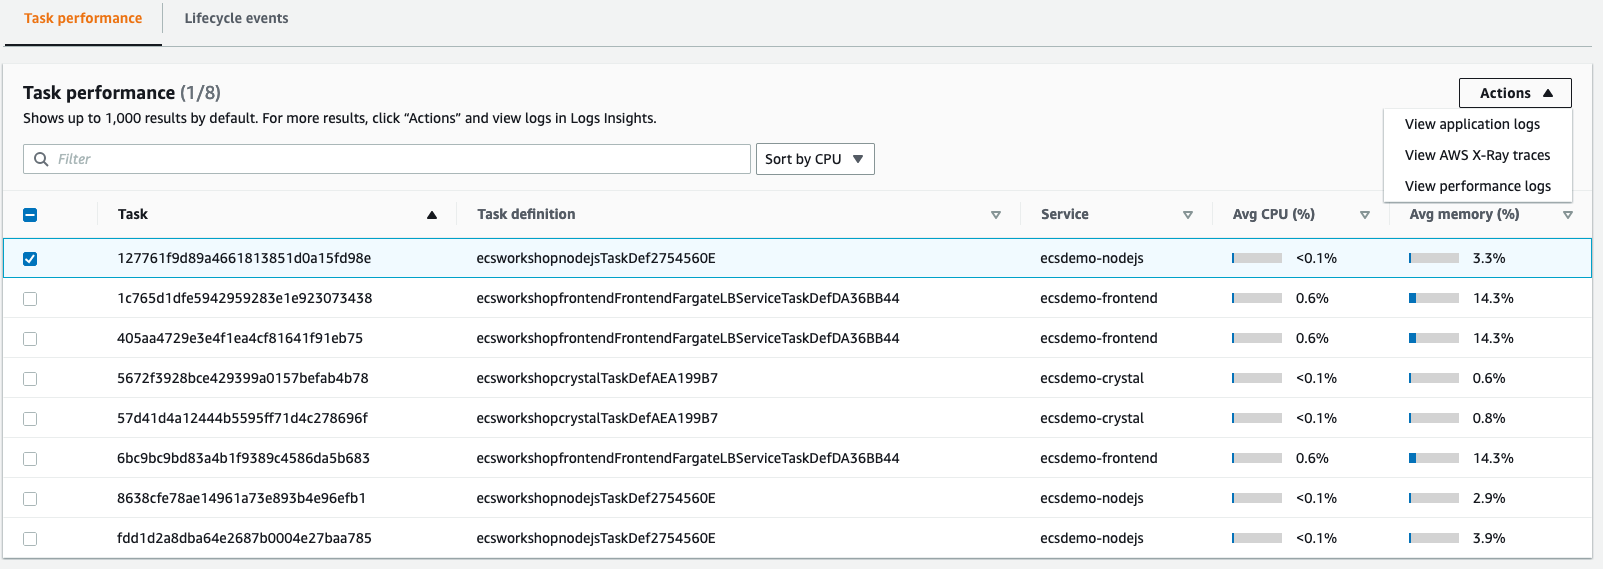 Task performance Lifecycle events
Task performance (1/8)
Actions
Shows up to 1,000 results by default. For more results, click “Actions” and view logs in Logs Insights.
View application logs
View AWS X-Ray traces
View performance logs
Filter Sort by CPU
Task Task definition Service Avg CPU (%) Avg memory (%)
127761f9d89a4661813851d0a15fd98e ecsworkshopnodejsTaskDef2754560E ecsdemo-nodejs <0.1% 3.3%
1c765d1dfe5942959283e1e923073438 ecsworkshopfrontendFrontendFargateLBServiceTaskDefDA36BB44 ecsdemo-frontend 0.6% 14.3%
405aa4729e3e4f1ea4cf81641f91eb75 ecsworkshopfrontendFrontendFargateLBServiceTaskDefDA36BB44 ecsdemo-frontend 0.6% 14.3%
5672f3928bce429399a0157befab4b78 ecsworkshopcrystalTaskDefAEA199B7 ecsdemo-crystal <0.1% 0.6%
57d41d4a12444b5595ff71d4c278696f ecsworkshopcrystalTaskDefAEA199B7 ecsdemo-crystal <0.1% 0.8%
6bc9bc9bd83a4b1f9389c4586da5b683 ecsworkshopfrontendFrontendFargateLBServiceTaskDefDA36BB44 ecsdemo-frontend 0.6% 14.3%
8638cfe78ae14961a73e893b4e96efb1 ecsworkshopnodejsTaskDef2754560E ecsdemo-nodejs <0.1% 2.9%
fdd1d2a8dba64e2687b0004e27baa785 ecsworkshopnodejsTaskDef2754560E ecsdemo-nodejs <0.1% 3.9%